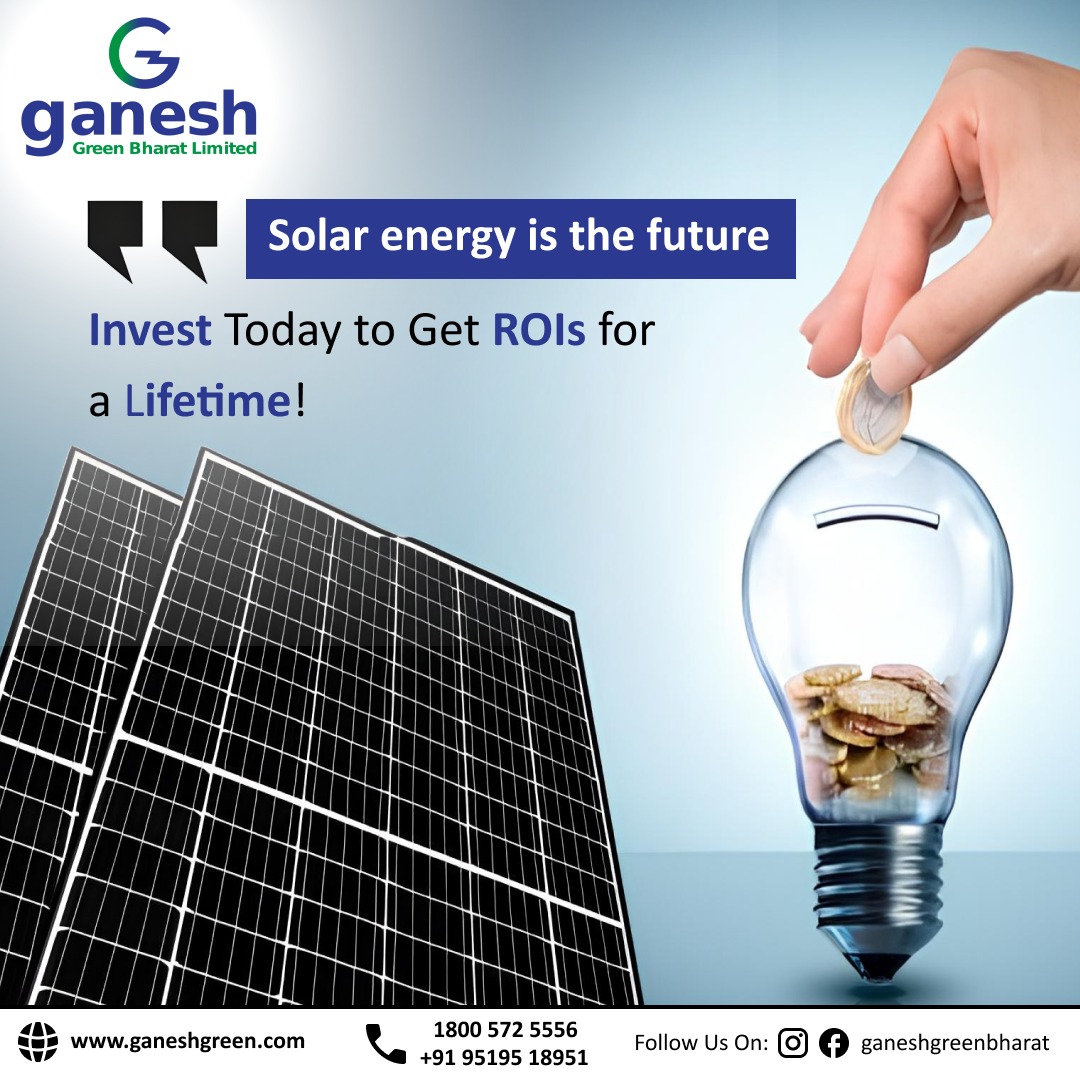 G
ganesh
Green Bharat Limited
Solar energy is the future
Invest Today to Get ROIs for
a Lifetime!
www.ganeshgreen.com
1800 572 5556
+91 95195 18951
Follow Us On:
ganeshgreenbharat